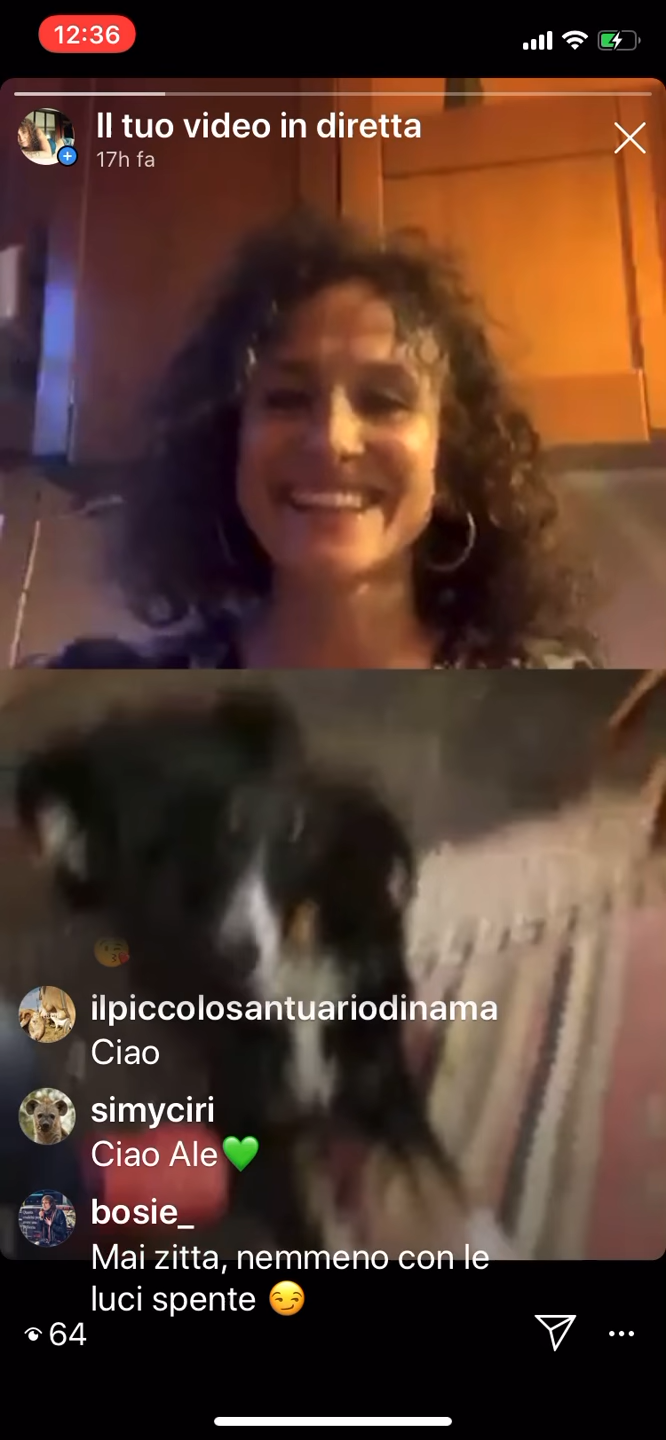 12:36
Il tuo video in diretta
17h fa
😘
ilpiccolosantuariodinama
Ciao
simyciri
Ciao Ale💚
bosie_
Mai zitta, nemmeno con le
luci spente 😏
64